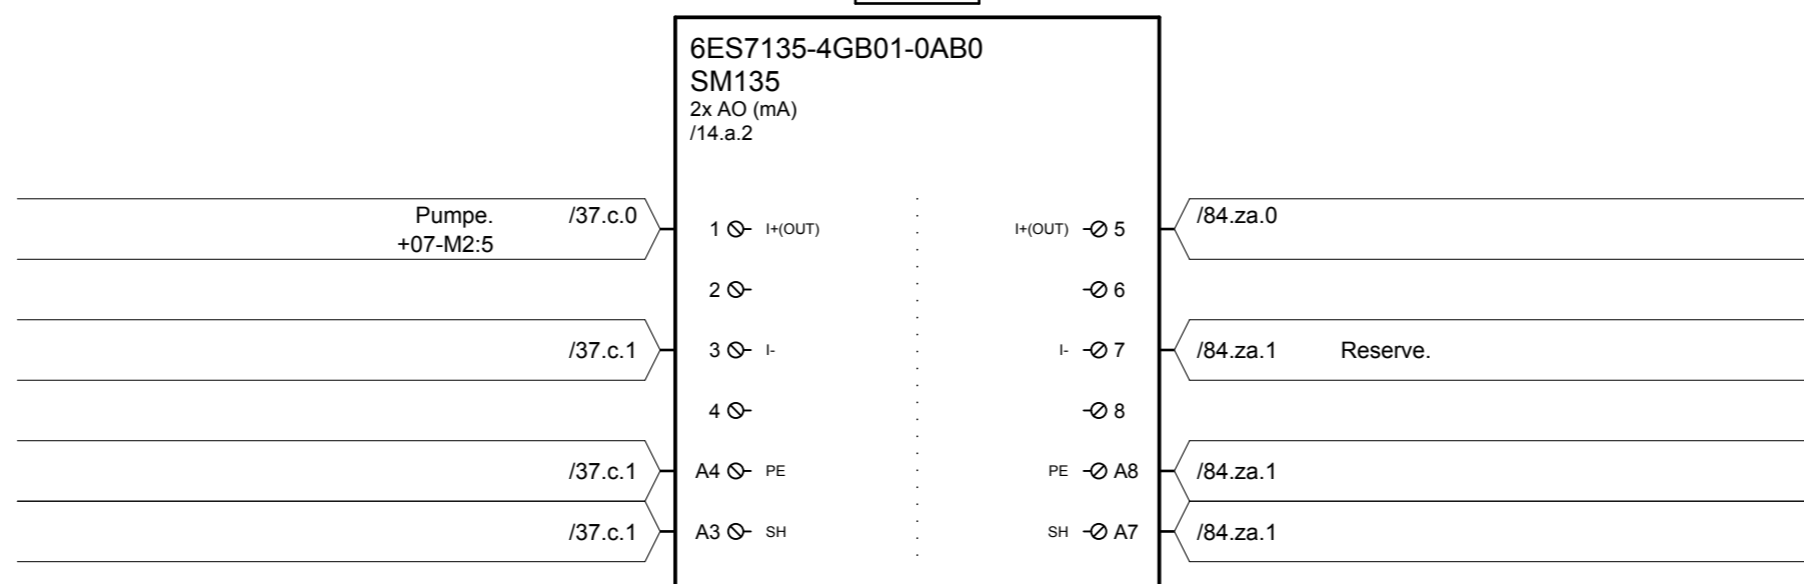 6ES7135-4GB01-0AB0
SM135
2x AO (mA)
/14.a.2
Pumpe. /37.c.0 1 I+(OUT) I+(OUT) 5 /84.za.0
+07-M2:5
2 6
/37.c.1 3 I- I- 7 /84.za.1 Reserve.
4 8
/37.c.1 A4 PE PE A8 /84.za.1
/37.c.1 A3 SH SH A7 /84.za.1